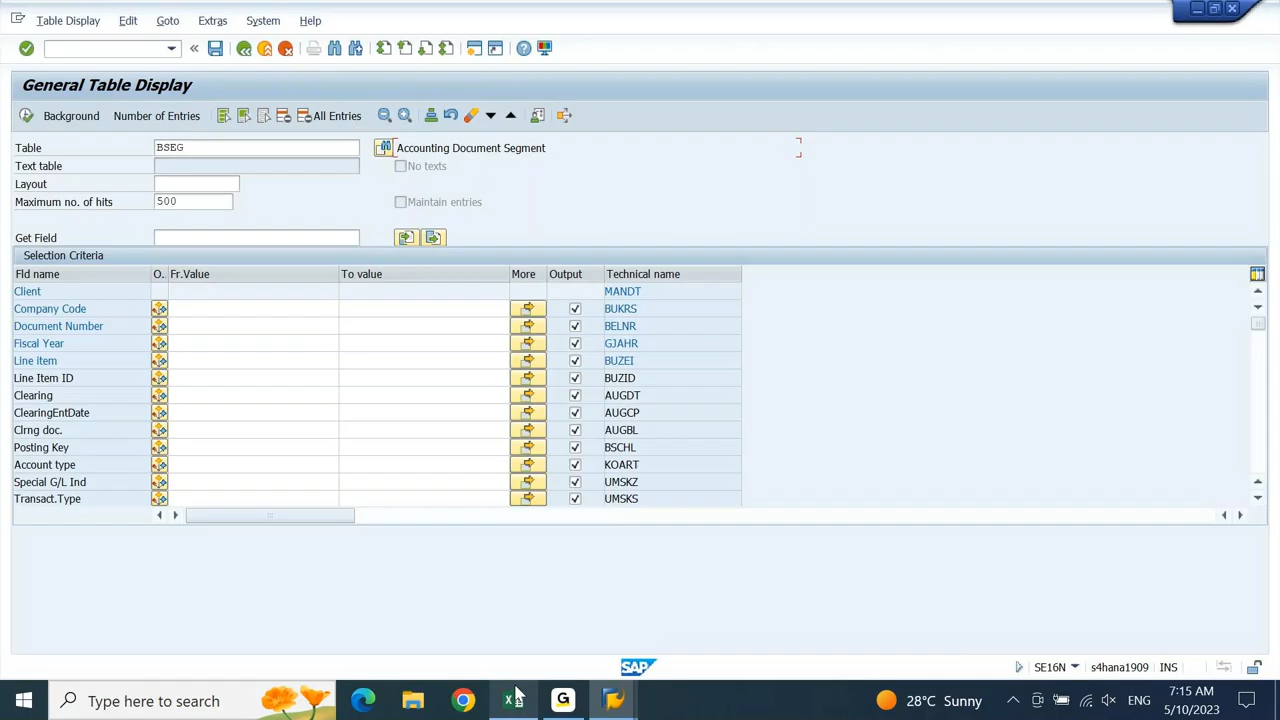 Table Display Edit Goto Extras System Help
General Table Display
Background Number of Entries All Entries
Table BSEG Accounting Document Segment
Text table No texts
Layout
Maximum no. of hits 500 Maintain entries
Get Field
Selection Criteria
Fld name O. Fr.Value To value More Output Technical name
Client MANDT
Company Code BUKRS
Document Number BELNR
Fiscal Year GJAHR
Line item BUZEI
Line Item ID BUZID
Clearing AUGDT
ClearingEntDate AUGCP
Clrng doc. AUGBL
Posting Key BSCHL
Account type KOART
Special G/L Ind UMSKZ
Transact.Type UMSKS
SAP SE16N s4hana1909 INS
Type here to search G 28°C Sunny ENG 7:15 AM
5/10/2023